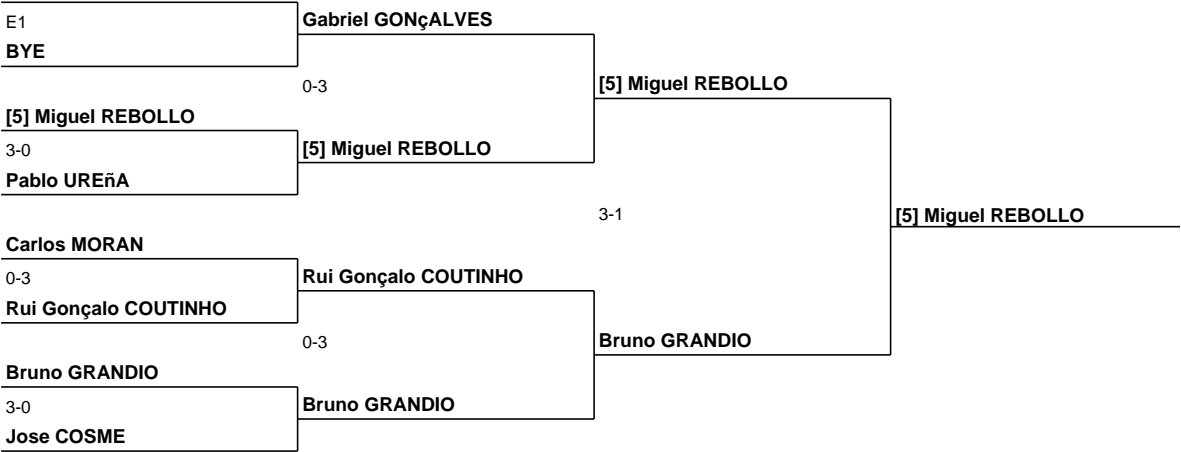 Gabriel GONçALVES
E1
BYE
0-3
[5] Miguel REBOLLO
[5] Miguel REBOLLO
3-0
[5] Miguel REBOLLO
Pablo UREñA
3-1
[5] Miguel REBOLLO
Carlos MORAN
0-3
Rui Gonçalo COUTINHO
Rui Gonçalo COUTINHO
0-3
Bruno GRANDIO
Bruno GRANDIO
3-0
Bruno GRANDIO
Jose COSME